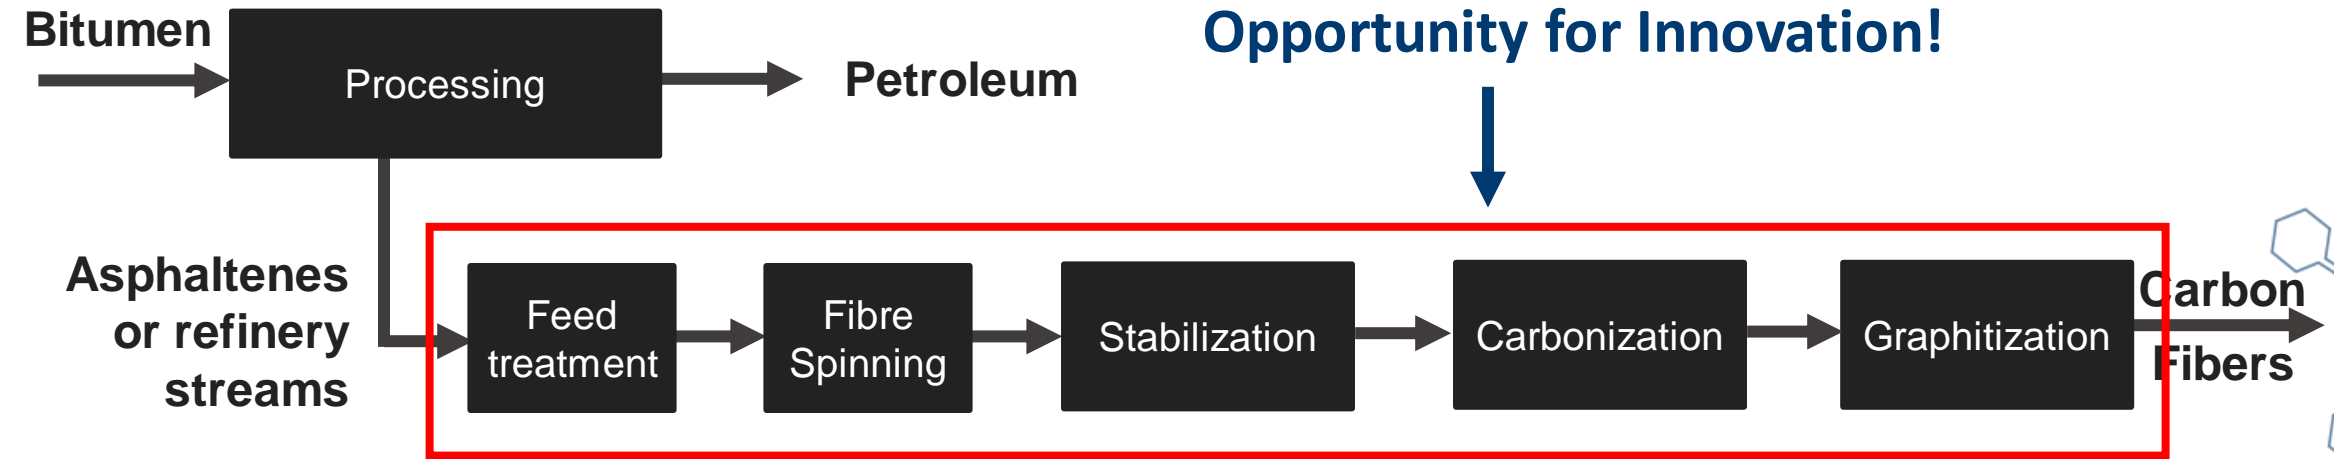 Bitumen
Processing
Petroleum
Opportunity for Innovation!
Asphaltenes
or refinery
streams
Feed
treatment
Fibre
Spinning
Stabilization
Carbonization
Graphitization
Carbon
Fibers